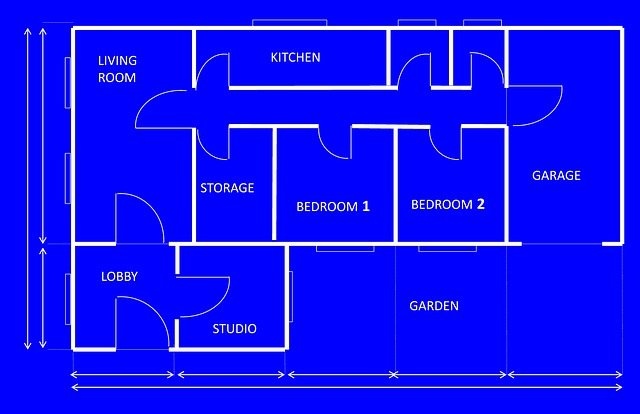 LIVING
ROOM
KITCHEN
STORAGE
BEDROOM 1
BEDROOM 2
GARAGE
LOBBY
STUDIO
GARDEN